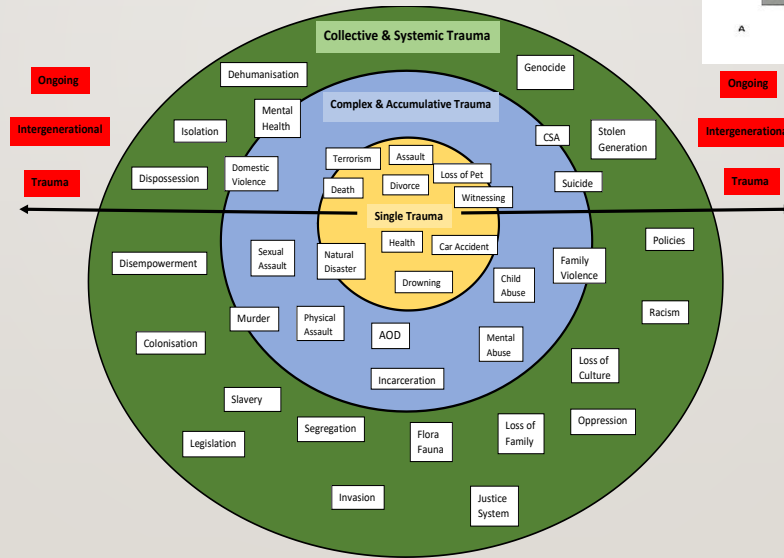 A
Collective & Systemic Trauma
Genocide
Dehumanisation
Ongoing
Ongoing
Complex & Accumulative Trauma
Mental
Health
Isolation
Intergenerational
Intergenerational
CSA
Stolen
Generation
Terrorism
Assault
Loss of Pet
Domestic
Violence
Dispossession
Trauma
Trauma
Death
Divorce
Witnessing
Suicide
Single Trauma
Policies
Health
Car Accident
Sexual
Assault
Natural
Disaster
Disempowerment
Family
Violence
Drowning
Child
Abuse
Racism
Murder
Physical
Assault
AOD
Mental
Abuse
Colonisation
Loss of
Culture
Incarceration
Slavery
Segregation
Flora
Fauna
Loss of
Family
Oppression
Legislation
Invasion
Justice
System